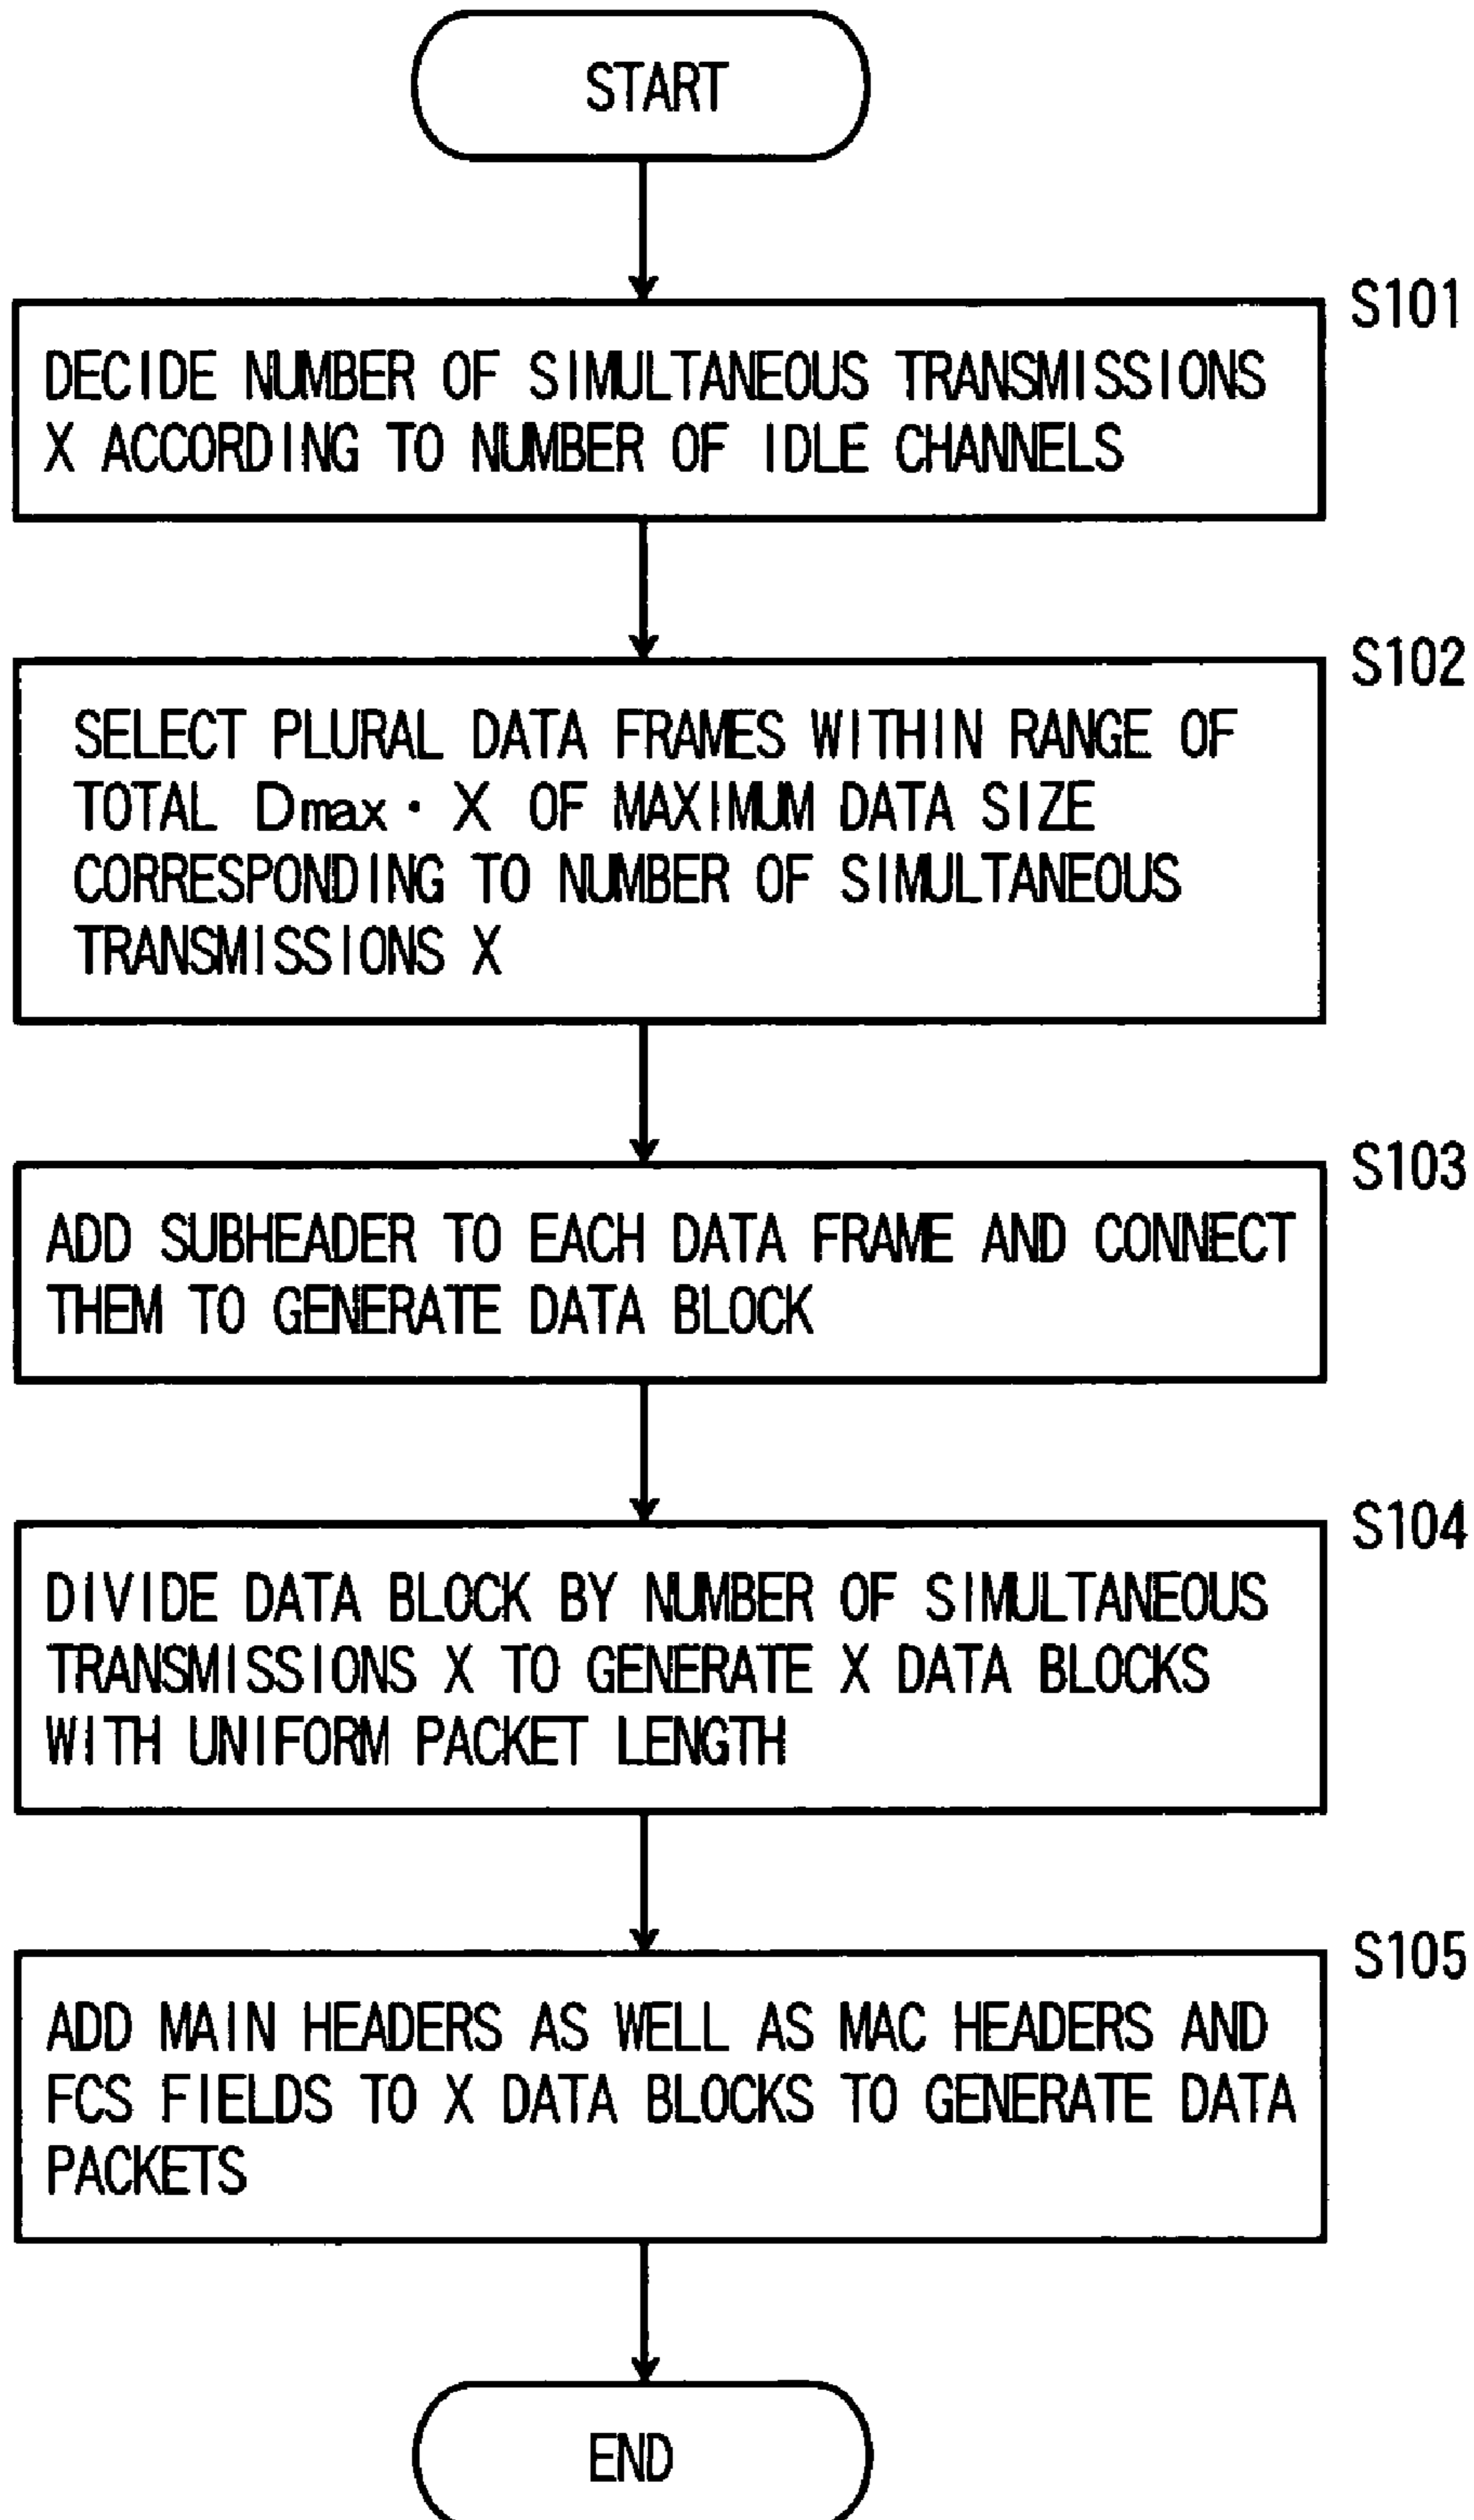 START
S101
DECIDE NUMBER OF SIMULTANEOUS TRANSMISSIONS
X ACCORDING TO NUMBER OF IDLE CHANNELS
S102
SELECT PLURAL DATA FRAMES WITHIN RANGE OF
TOTAL Dmax · X OF MAXIMUM DATA SIZE
CORRESPONDING TO NUMBER OF SIMULTANEOUS
TRANSMISSIONS X
S103
ADD SUBHEADER TO EACH DATA FRAME AND CONNECT
THEM TO GENERATE DATA BLOCK
S104
DIVIDE DATA BLOCK BY NUMBER OF SIMULTANEOUS
TRANSMISSIONS X TO GENERATE X DATA BLOCKS
WITH UNIFORM PACKET LENGTH
S105
ADD MAIN HEADERS AS WELL AS MAC HEADERS AND
FCS FIELDS TO X DATA BLOCKS TO GENERATE DATA
PACKETS
END